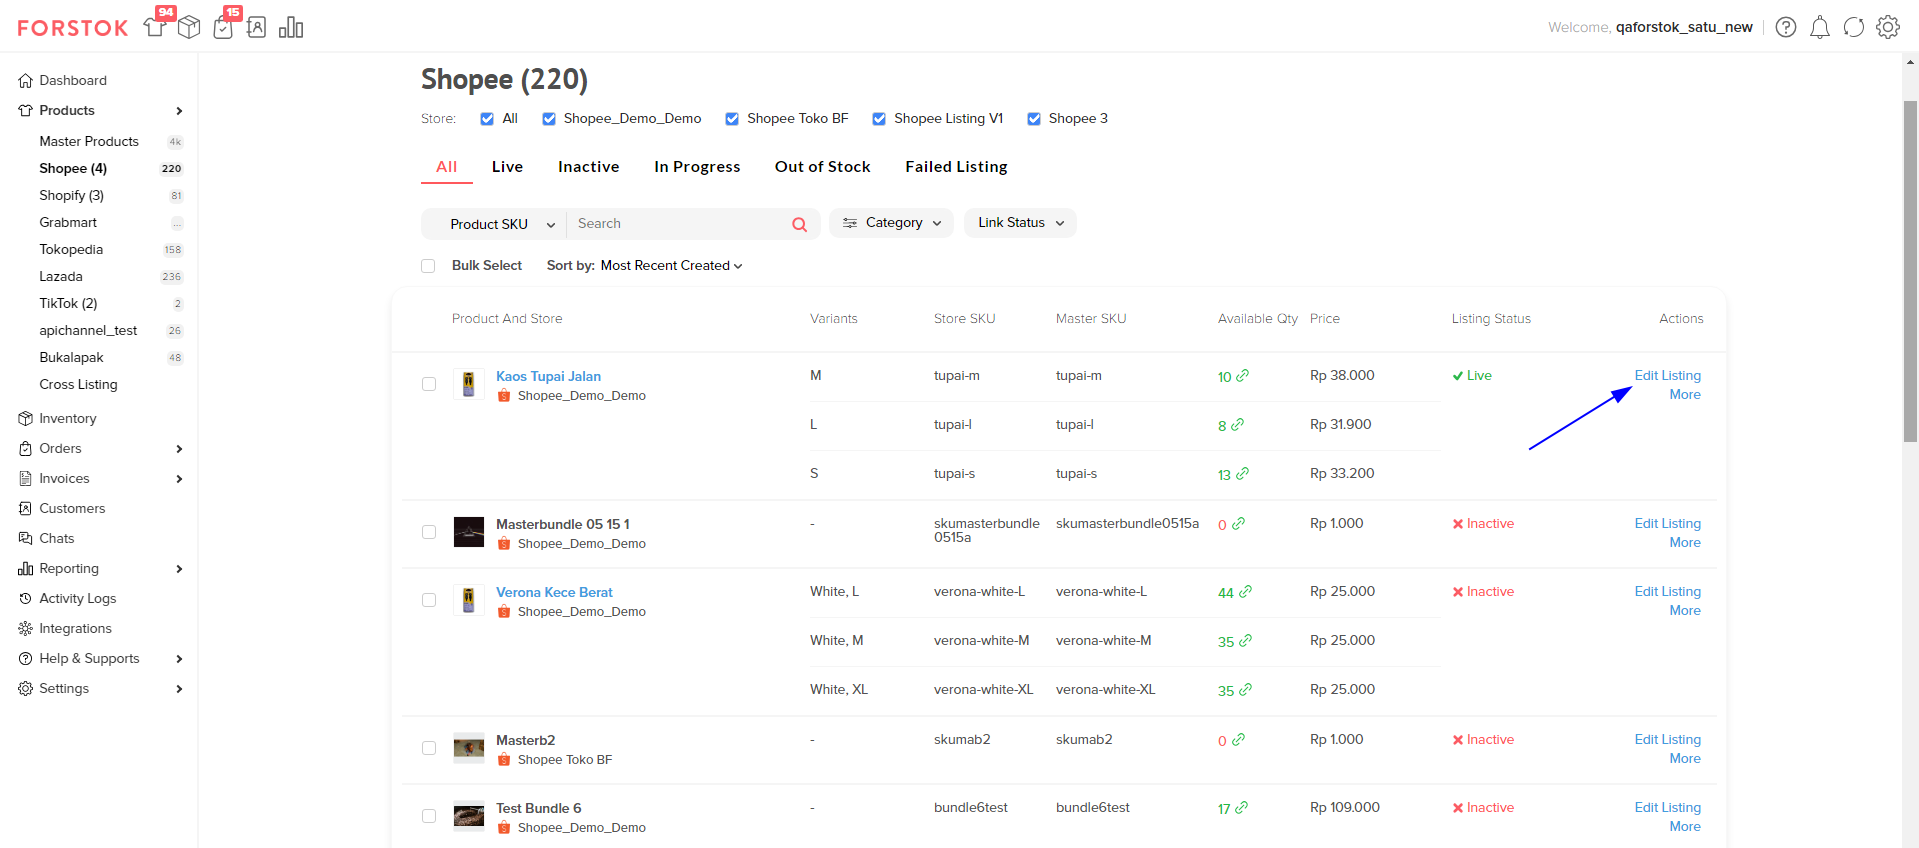 FORSTOK 94 15 Welcome, qaforstok_satu_new
Dashboard
Products
Master Products 4k
Shopee (4) 220
Shopify (3) 81
Grabmart ...
Tokopedia 158
Lazada 236
TikTok (2) 2
apichannel_test 26
Bukalapak 48
Cross Listing
Inventory
Orders
Invoices
Customers
Chats
Reporting
Activity Logs
Integrations
Help & Supports
Settings
Shopee (220)
Store: All Shopee_Demo_Demo Shopee Toko BF Shopee Listing V1 Shopee 3
All Live Inactive In Progress Out of Stock Failed Listing
Product SKU Search Category Link Status
Bulk Select Sort by: Most Recent Created
Product And Store Variants Store SKU Master SKU Available Qty Price Listing Status Actions
Kaos Tupai Jalan M tupai-m tupai-m 10 Rp 38.000 Live Edit Listing
Shopee_Demo_Demo More
L tupai-l tupai-l 8 Rp 31.900
S tupai-s tupai-s 13 Rp 33.200
Masterbundle 05 15 1 - skumasterbundle skumasterbundle0515a 0 Rp 1.000 Inactive Edit Listing
Shopee_Demo_Demo 0515a More
Verona Kece Berat White, L verona-white-L verona-white-L 44 Rp 25.000 Inactive Edit Listing
Shopee_Demo_Demo More
White, M verona-white-M verona-white-M 35 Rp 25.000
White, XL verona-white-XL verona-white-XL 35 Rp 25.000
Masterb2 - skumab2 skumab2 0 Rp 1.000 Inactive Edit Listing
Shopee Toko BF More
Test Bundle 6 - bundle6test bundle6test 17 Rp 109.000 Inactive Edit Listing
Shopee_Demo_Demo More